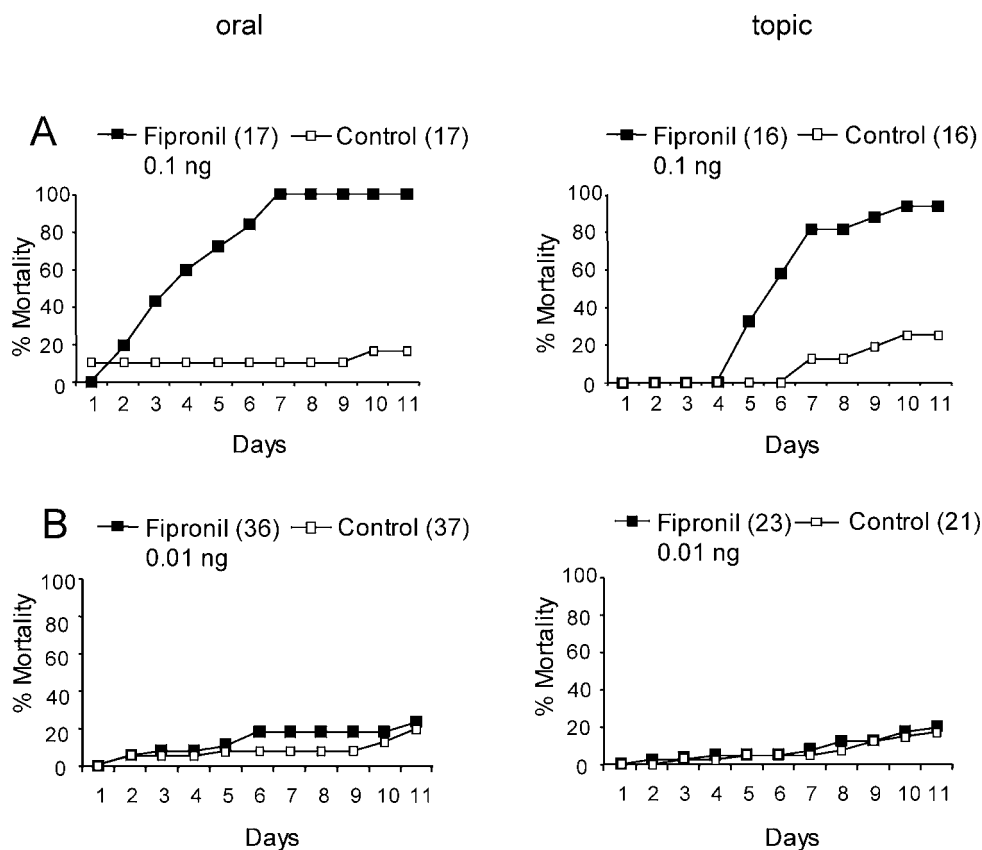 oral
topic
A
Fipronil (17) Control (17)
0.1 ng
100
80
60
40
20
0
% Mortality
1 2 3 4 5 6 7 8 9 10 11
Days
Fipronil (16) Control (16)
0.1 ng
100
80
60
40
20
0
% Mortality
1 2 3 4 5 6 7 8 9 10 11
Days
B
Fipronil (36) Control (37)
0.01 ng
100
80
60
40
20
0
% Mortality
1 2 3 4 5 6 7 8 9 10 11
Days
Fipronil (23) Control (21)
0.01 ng
100
80
60
40
20
0
% Mortality
1 2 3 4 5 6 7 8 9 10 11
Days